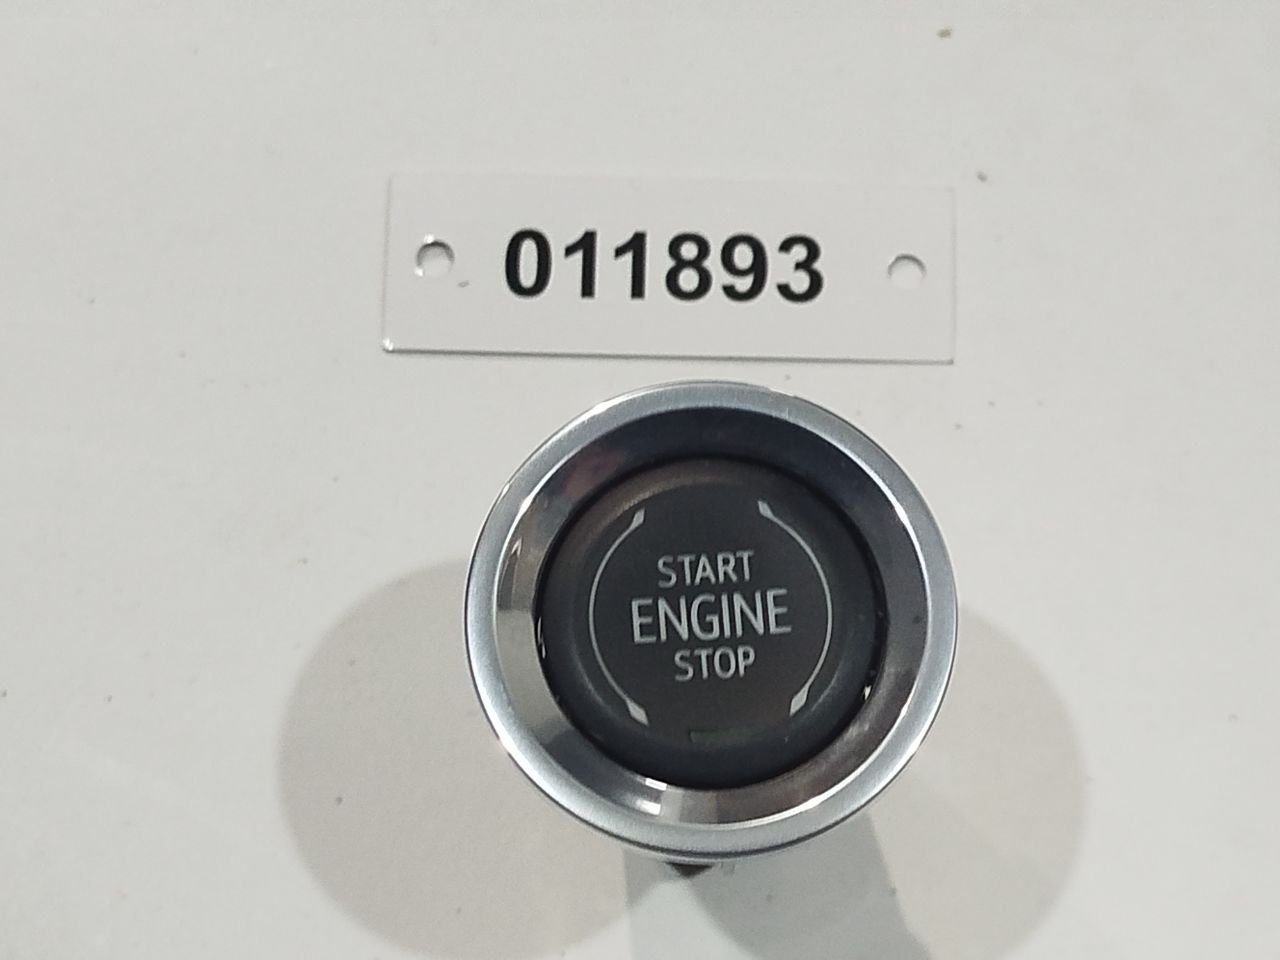 011893
START
ENGINE
STOP